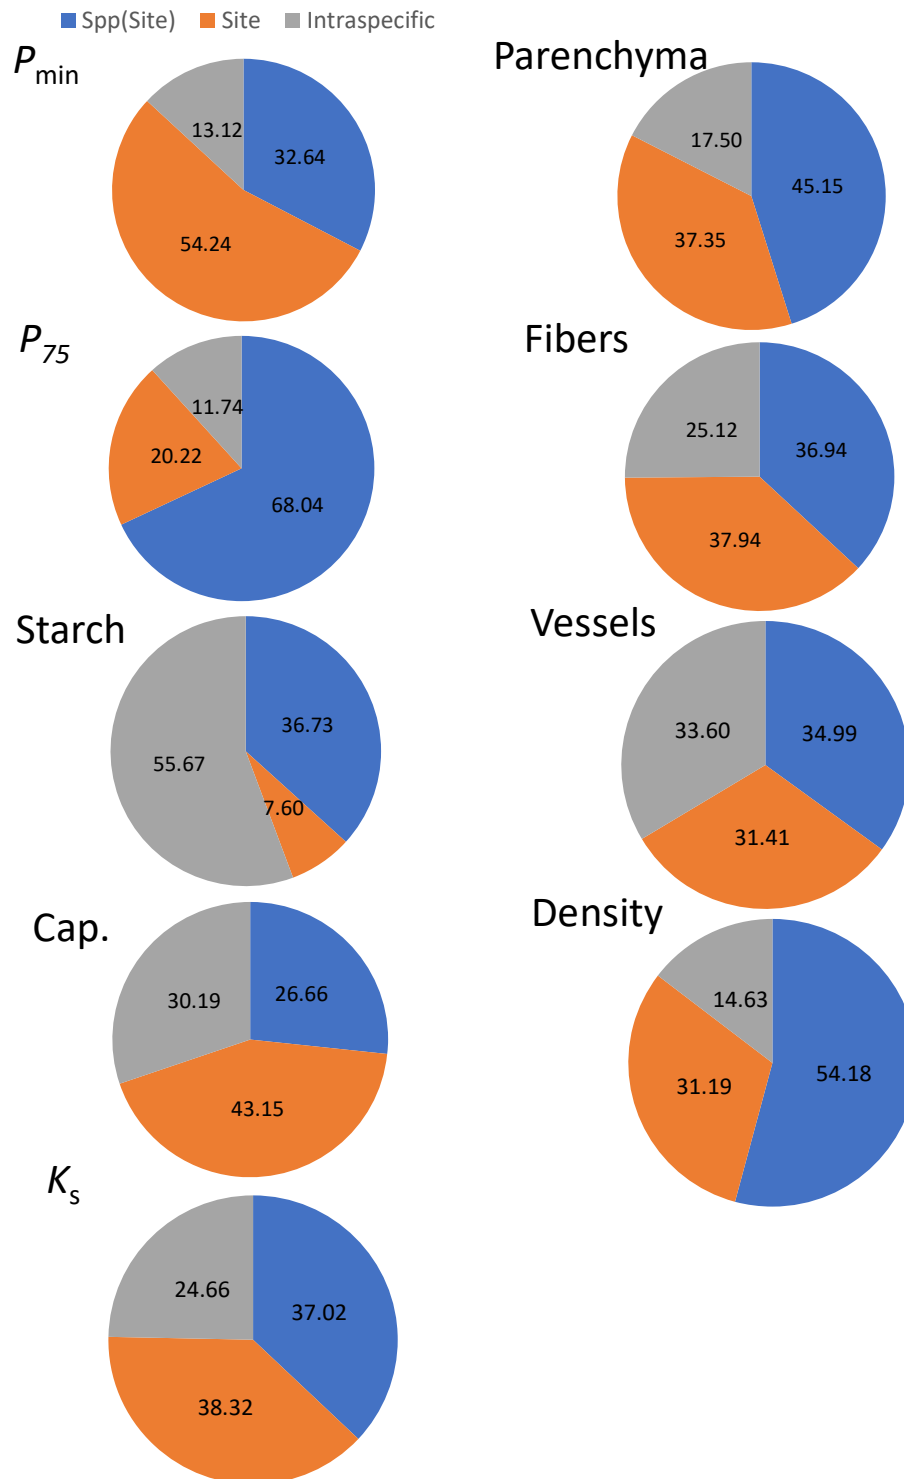 Spp(Site) Site Intraspecific
Pmin
13.12
32.64
54.24
P75
11.74
20.22
68.04
Starch
36.73
55.67
7.60
Cap.
30.19
26.66
43.15
Ks
24.66
37.02
38.32
Parenchyma
17.50
45.15
37.35
Fibers
25.12
36.94
37.94
Vessels
33.60
34.99
31.41
Density
14.63
54.18
31.19